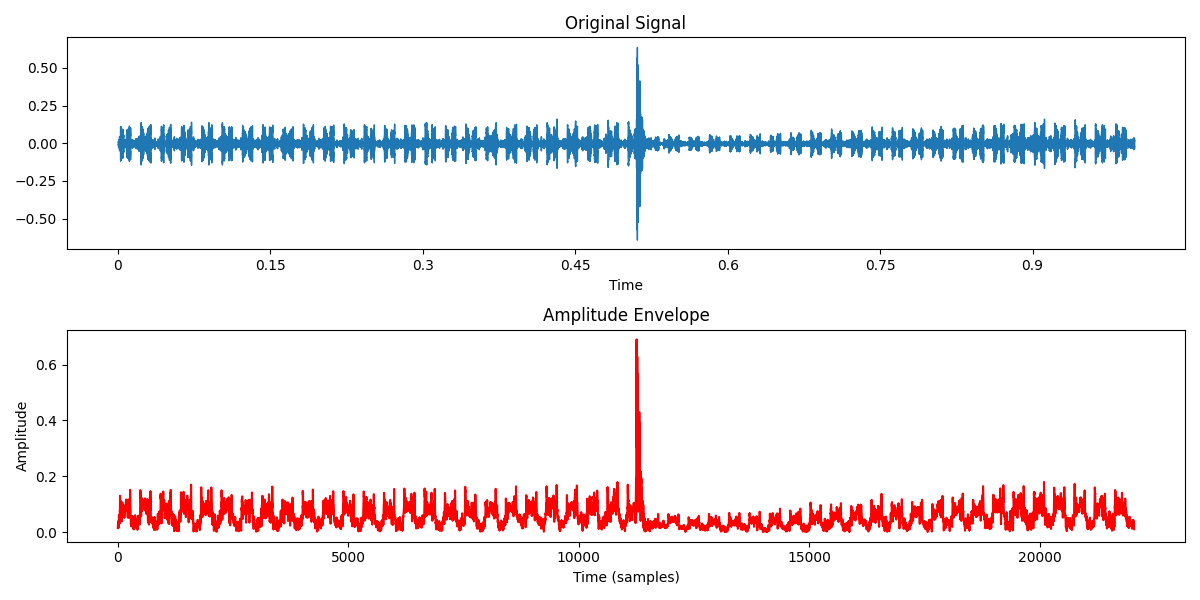 Original Signal
0.50
0.25
0.00
−0.25
−0.50
0 0.15 0.3 0.45 0.6 0.75 0.9
Time
Amplitude Envelope
Amplitude
0.6
0.4
0.2
0.0
0 5000 10000 15000 20000
Time (samples)